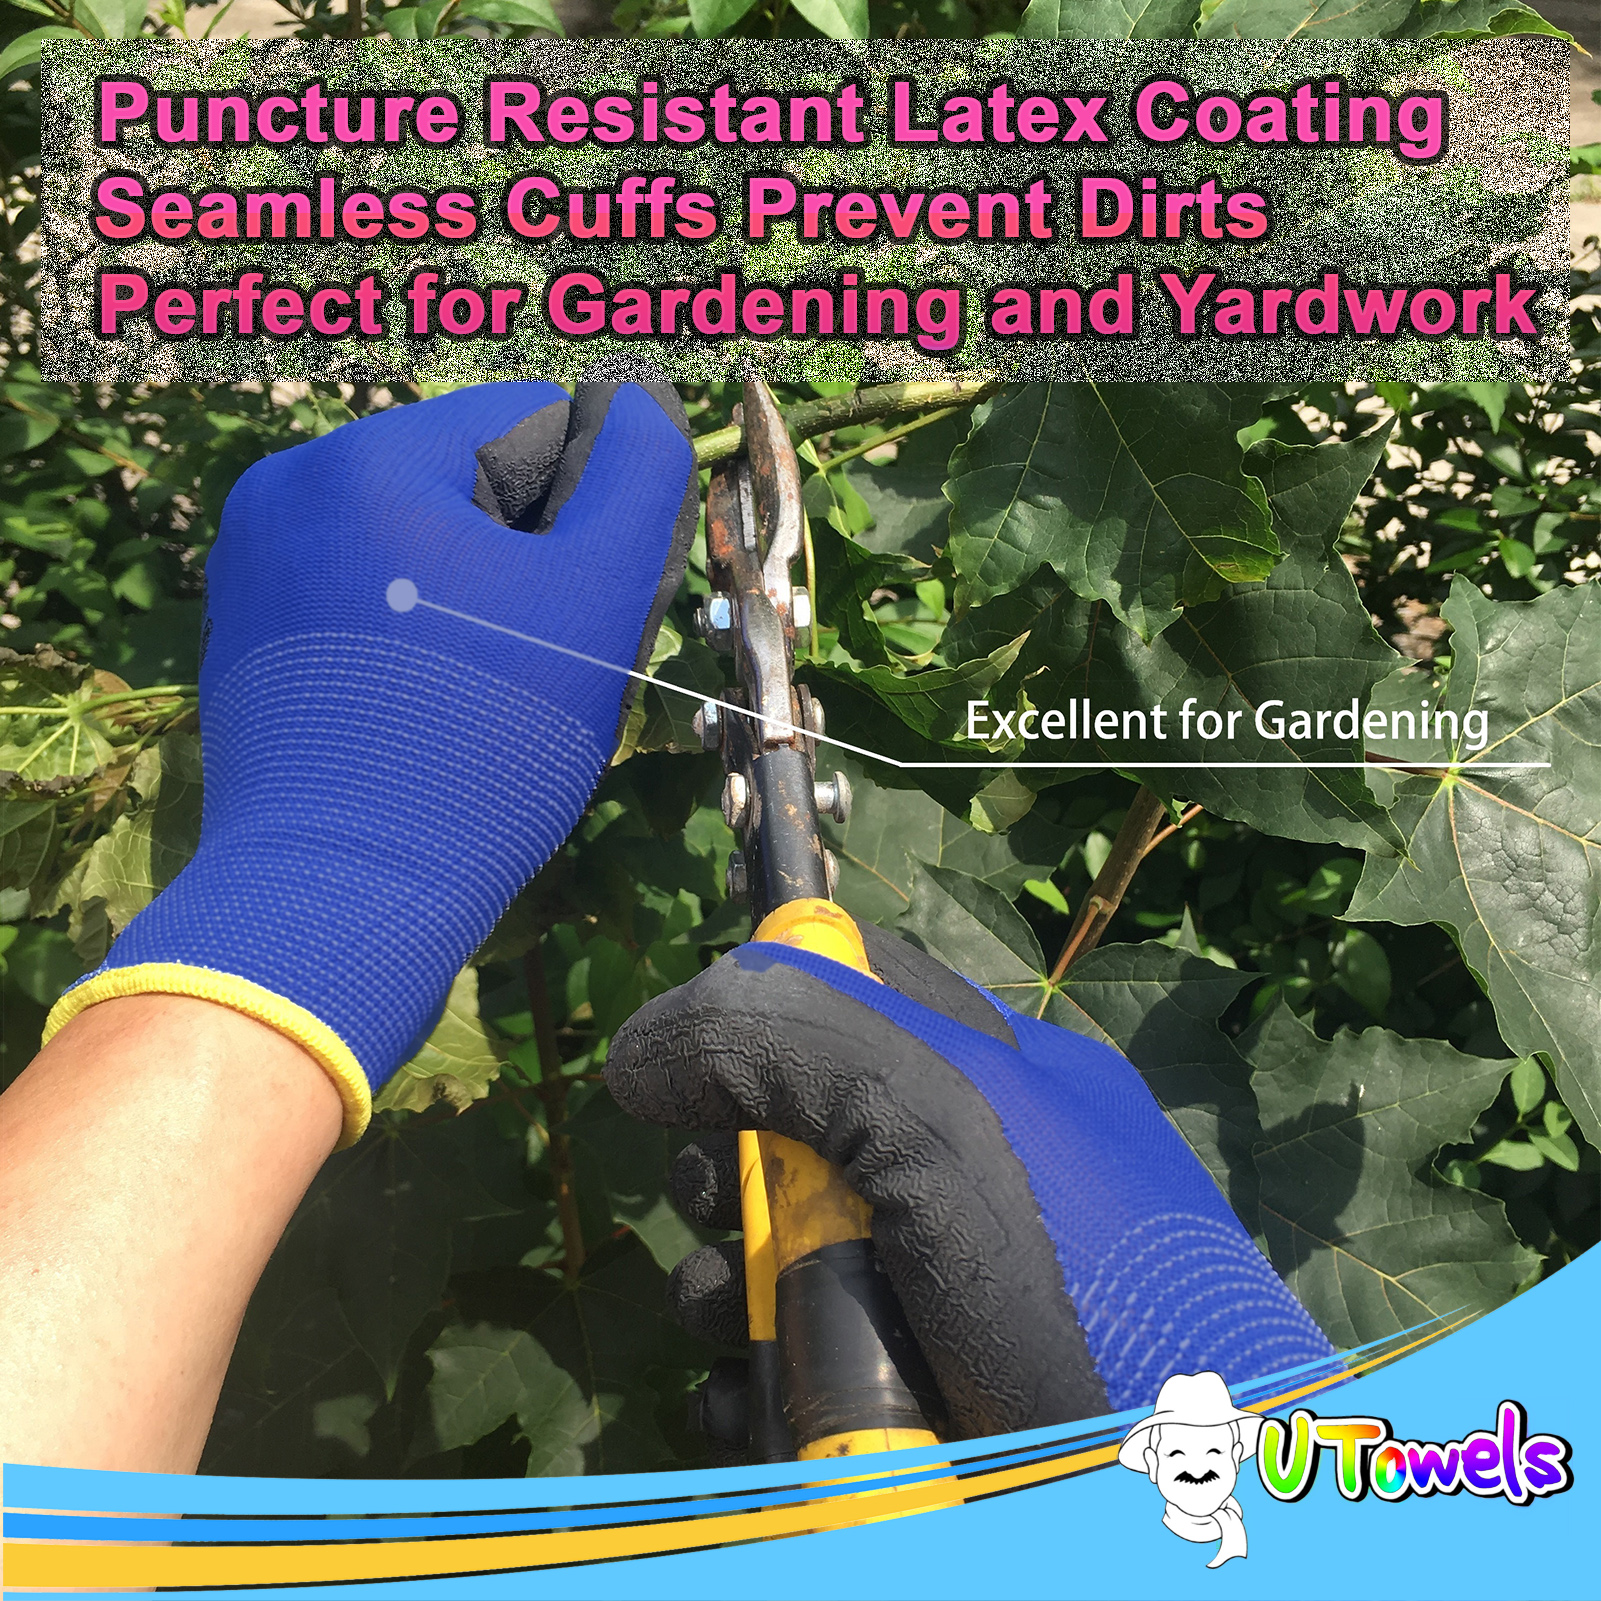 Puncture Resistant Latex Coating
Seamless Cuffs Prevent Dirts
Perfect for Gardening and Yardwork
Excellent for Gardening
UTowels